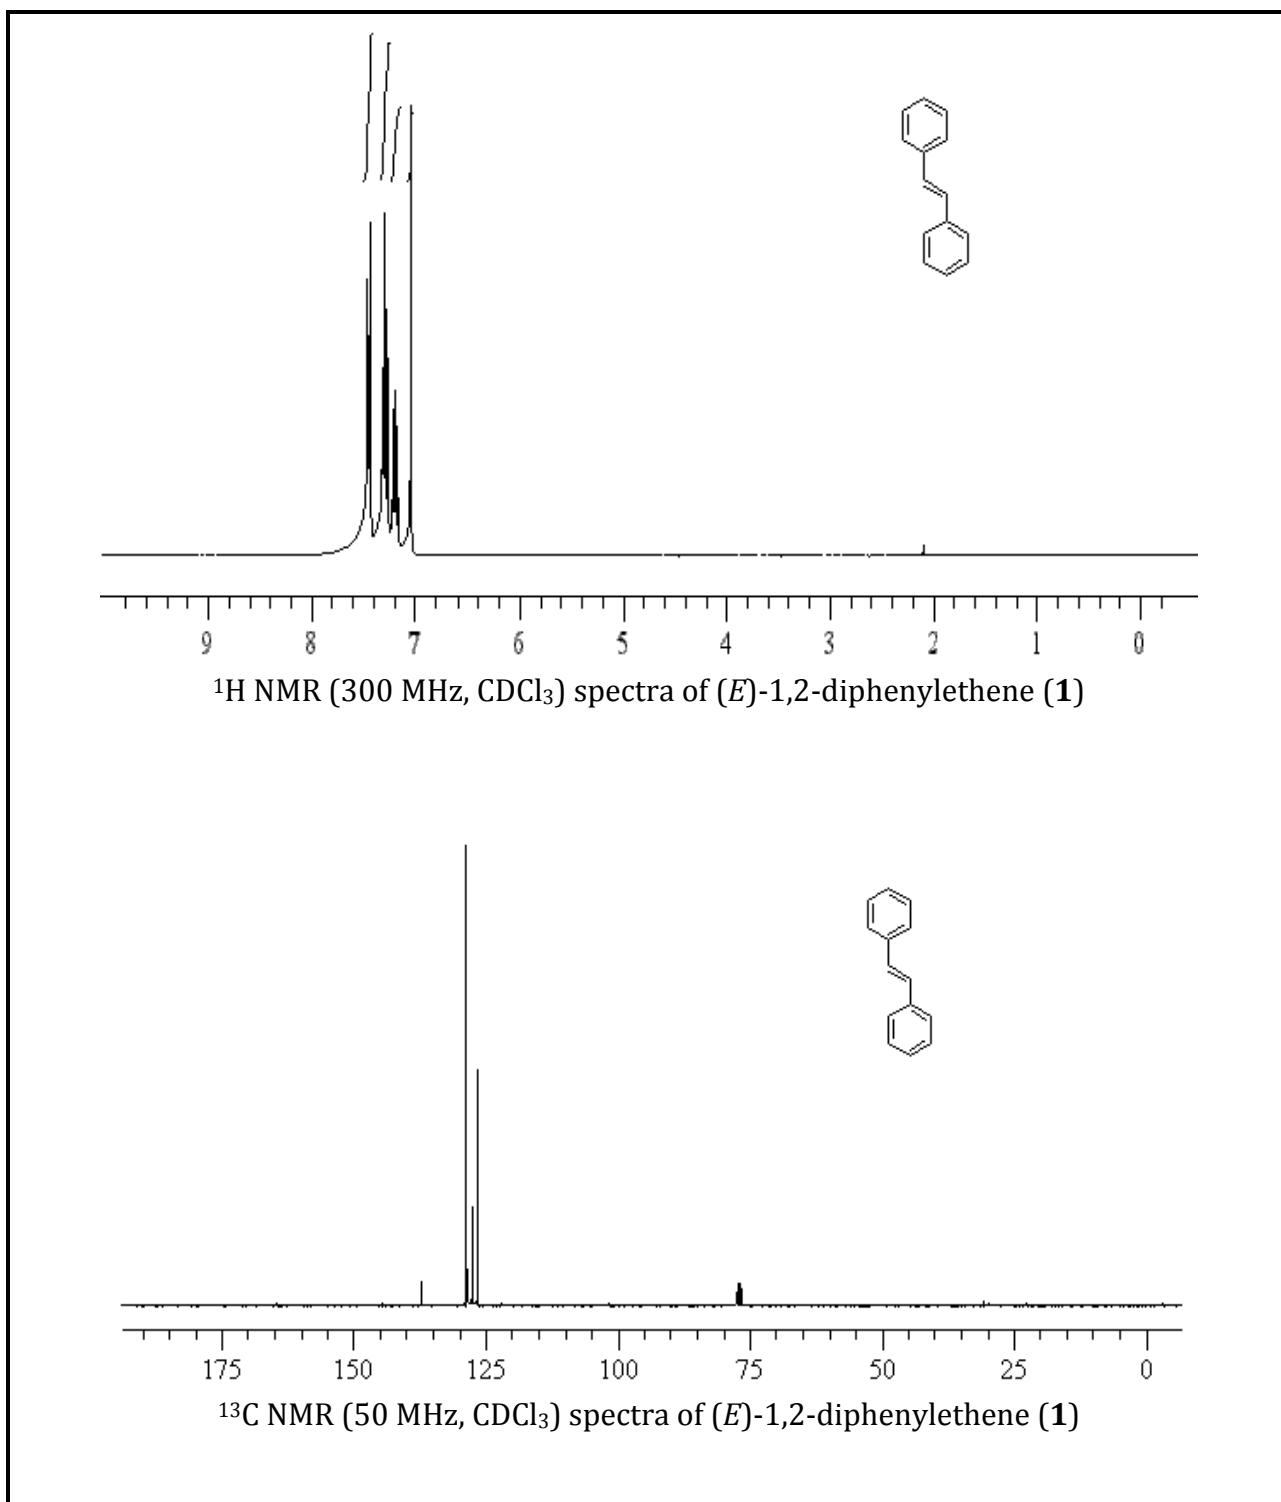 9 8 7 6 5 4 3 2 1 0
¹H NMR (300 MHz, CDCl₃) spectra of (E)-1,2-diphenylethene (1)
175 150 125 100 75 50 25 0
¹³C NMR (50 MHz, CDCl₃) spectra of (E)-1,2-diphenylethene (1)